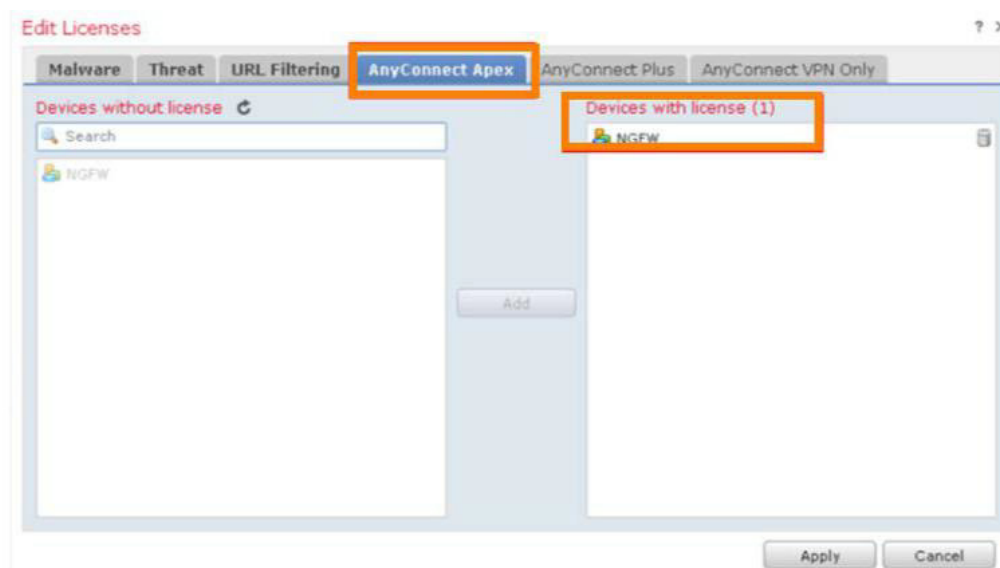 Edit Licenses ?
Malware Threat URL Filtering AnyConnect Apex AnyConnect Plus AnyConnect VPN Only
Devices without license Devices with license (1)
Search NGFW
NGFW
Add
Apply Cancel